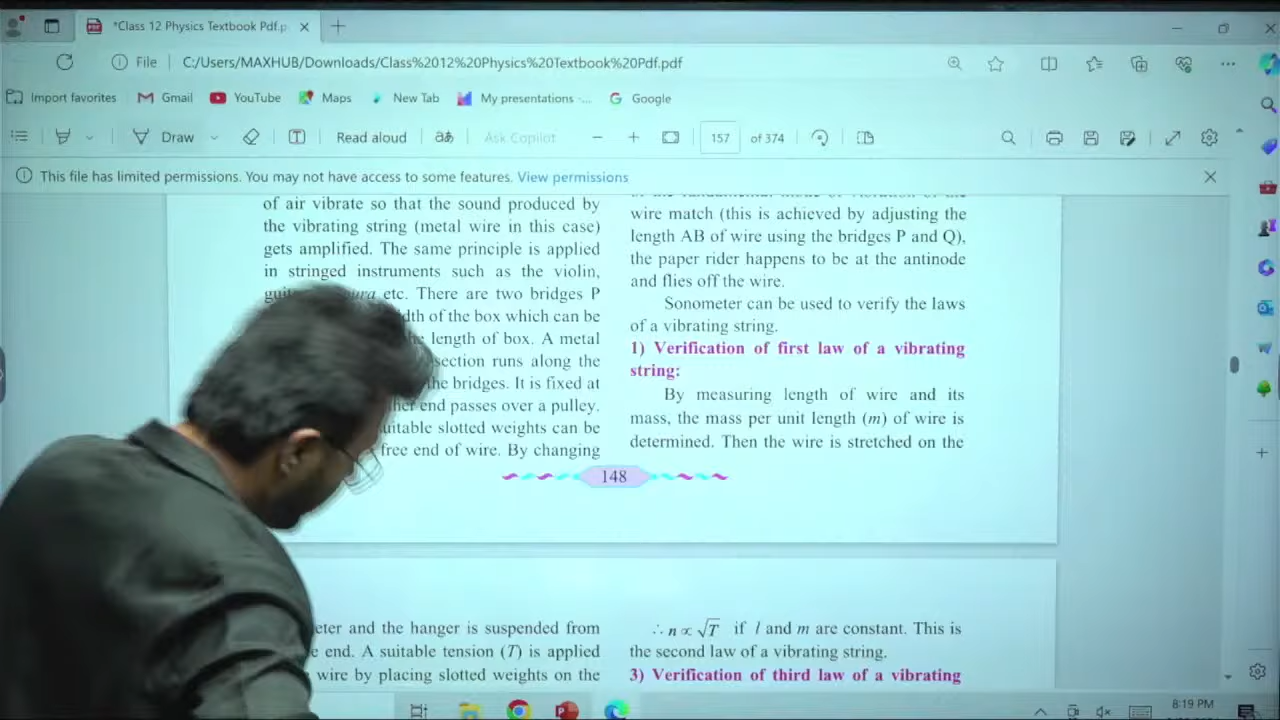 *Class 12 Physics Textbook Pdf.p
File
C:/Users/MAXHUB/Downloads/Class%2012%20Physics%20Textbook%20Pdf.pdf
Import favorites
Gmail
YouTube
Maps
New Tab
My presentations -...
Google
Draw
Read aloud
Ask Copilot
157
of 374
This file has limited permissions. You may not have access to some features. View permissions
of air vibrate so that the sound produced by
the vibrating string (metal wire in this case)
gets amplified. The same principle is applied
in stringed instruments such as the violin,
etc. There are two bridges P
of the box which can be
length of box. A metal
section runs along the
the bridges. It is fixed at
end passes over a pulley.
slotted weights can be
free end of wire. By changing
wire match (this is achieved by adjusting the
length AB of wire using the bridges P and Q),
the paper rider happens to be at the antinode
and flies off the wire.
Sonometer can be used to verify the laws
of a vibrating string.
1) Verification of first law of a vibrating
string:
By measuring length of wire and its
mass, the mass per unit length (m) of wire is
determined. Then the wire is stretched on the
148
and the hanger is suspended from
end. A suitable tension (T) is applied
wire by placing slotted weights on the
∴ n ∝ √T if l and m are constant. This is
the second law of a vibrating string.
3) Verification of third law of a vibrating
8:19 PM